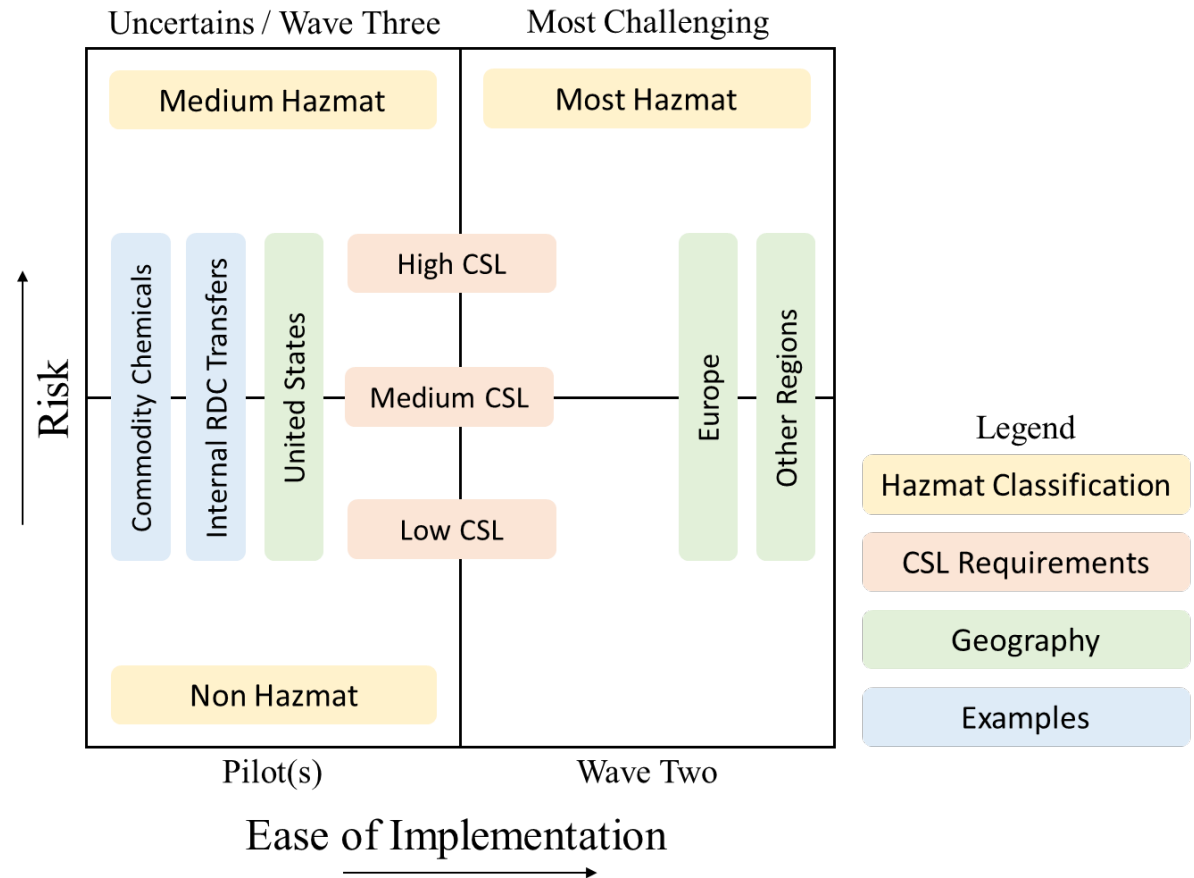 Uncertains / Wave Three
Most Challenging
Medium Hazmat
Most Hazmat
Risk
Commodity Chemicals
Internal RDC Transfers
United States
High CSL
Medium CSL
Low CSL
Europe
Other Regions
Non Hazmat
Pilot(s)
Wave Two
Ease of Implementation
Legend
Hazmat Classification
CSL Requirements
Geography
Examples